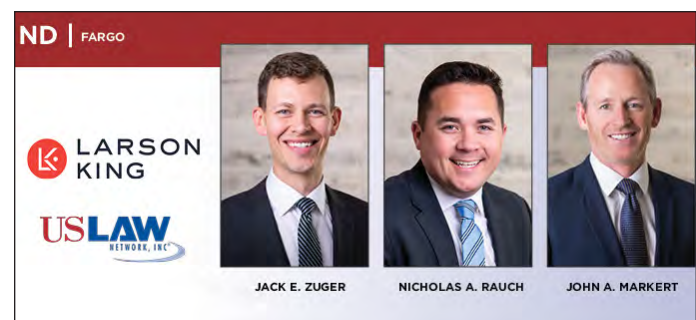 ND | FARGO
LARSON
KING
USLAW
NETWORK, INC®
JACK E. ZUGER
NICHOLAS A. RAUCH
JOHN A. MARKERT